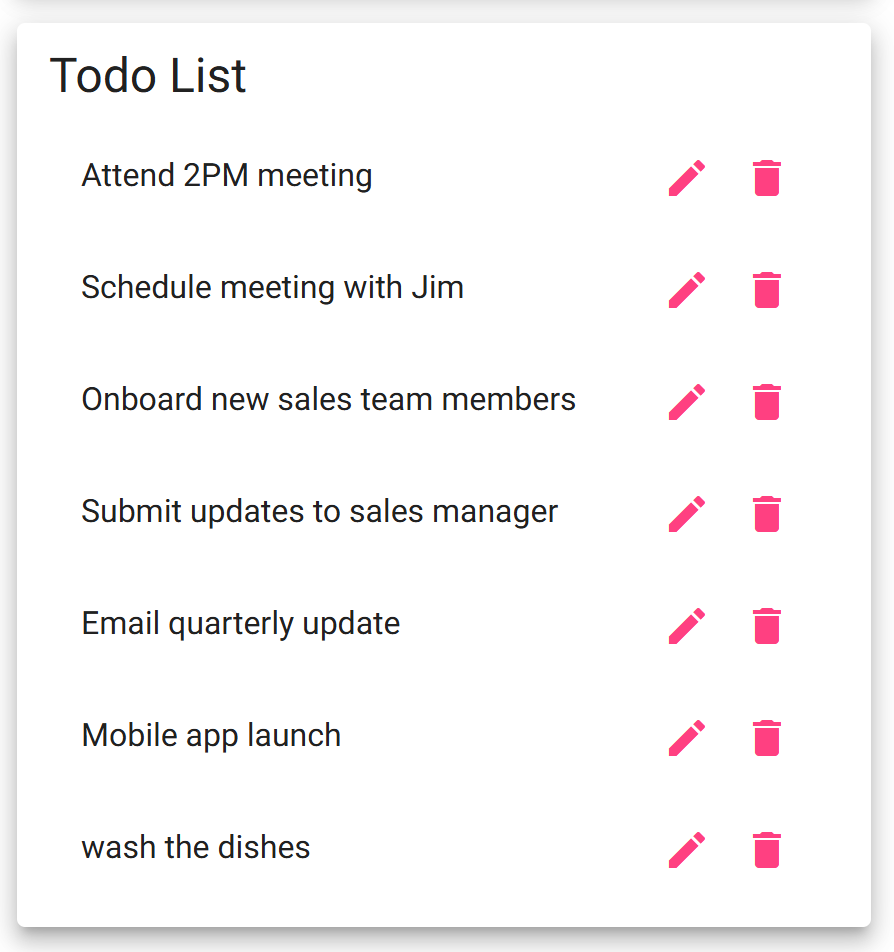 Todo List
Attend 2PM meeting
Schedule meeting with Jim
Onboard new sales team members
Submit updates to sales manager
Email quarterly update
Mobile app launch
wash the dishes